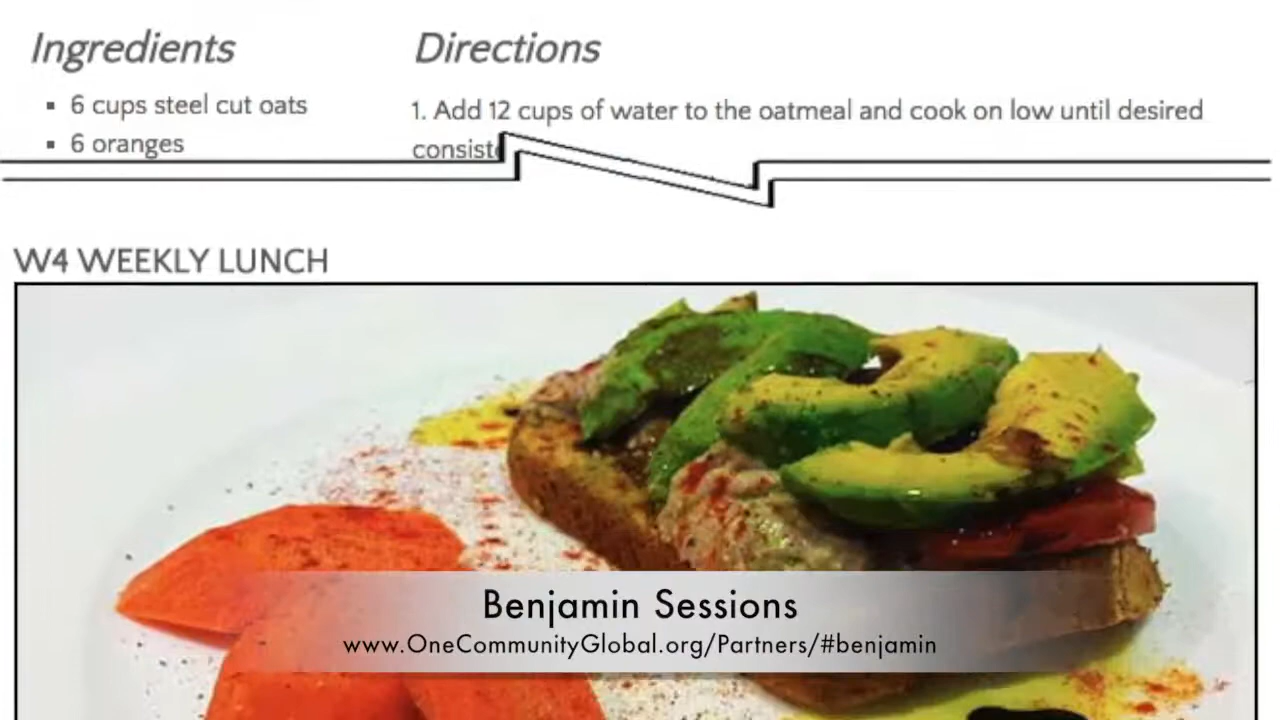 Ingredients
Directions
▪ 6 cups steel cut oats
1. Add 12 cups of water to the oatmeal and cook on low until desired
▪ 6 oranges
W4 WEEKLY LUNCH
Benjamin Sessions
www.OneCommunityGlobal.org/Partners/#benjamin